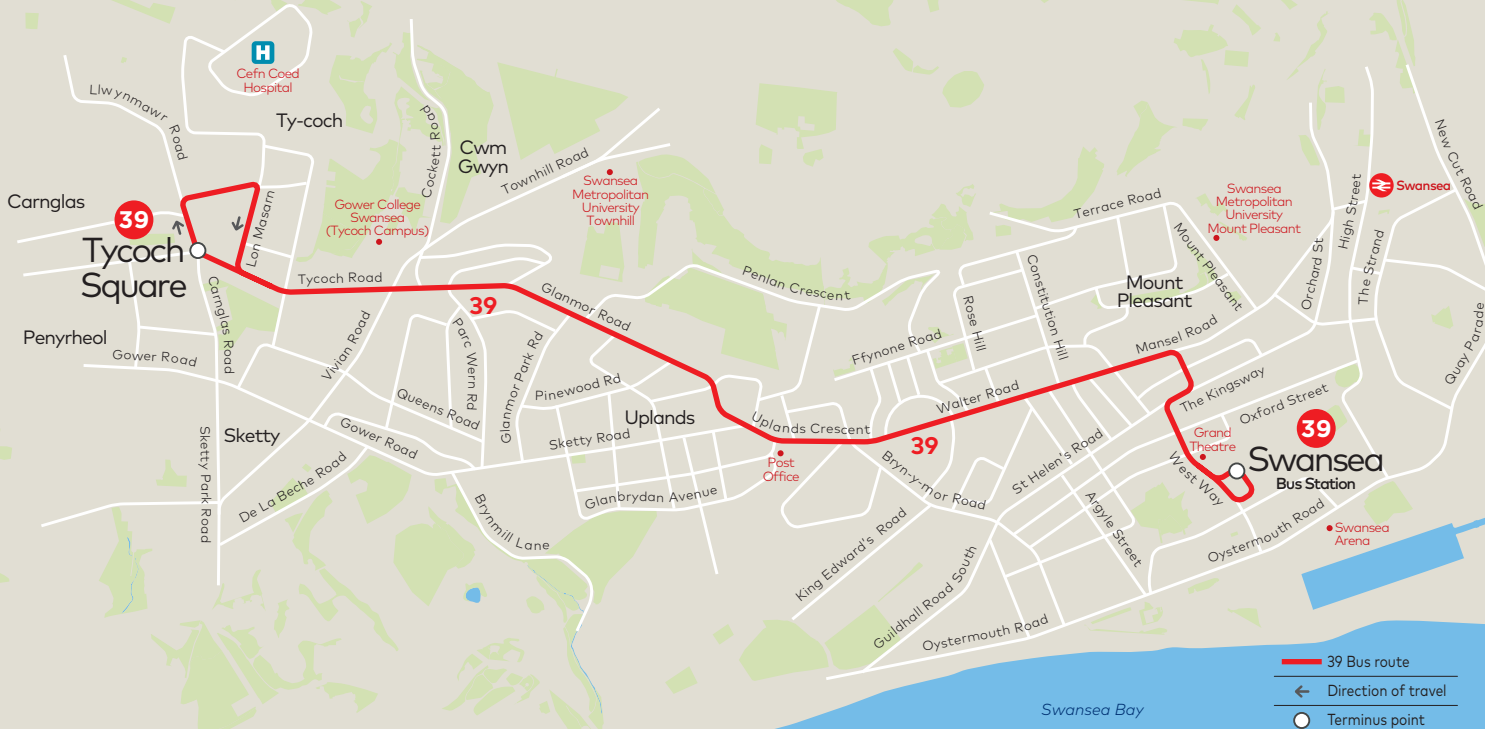 H
Cefn Coed
Hospital
Llwynmawr Road
Ty-coch
Cockett Road
Cwm
Gwyn
Townhill Road
Swansea
Metropolitan
University
Townhill
Carnglas
39
Tycoch
Square
Lon Masarn
Gower College
Swansea
(Tycoch Campus)
Tycoch Road
39
Glanmor Road
Penlan Crescent
Terrace Road
Swansea
Metropolitan
University
Mount Pleasant
Mount Pleasant
Mount
Pleasant
Orchard St
High Street
The Strand
Swansea
New Cut Road
Quay Parade
Penyrheol
Gower Road
Carnglas Road
Vivian Road
Parc Wern Rd
Glanmor Park Rd
Pinewood Rd
Queens Road
Uplands
Sketty Road
Uplands Crescent
Ffynone Road
Rose Hill
Constitution Hill
Mansel Road
Walter Road
39
The Kingsway
Oxford Street
39
Swansea
Bus Station
Grand
Theatre
West Way
Sketty
Sketty Park Road
Gower Road
De La Beche Road
Brynmill Lane
Glanbrydan Avenue
Post
Office
Bryn-y-mor Road
St Helen's Road
Argyle Street
King Edward's Road
Guildhall Road South
Oystermouth Road
Oystermouth Road
Swansea
Arena
Swansea Bay
39 Bus route
Direction of travel
Terminus point